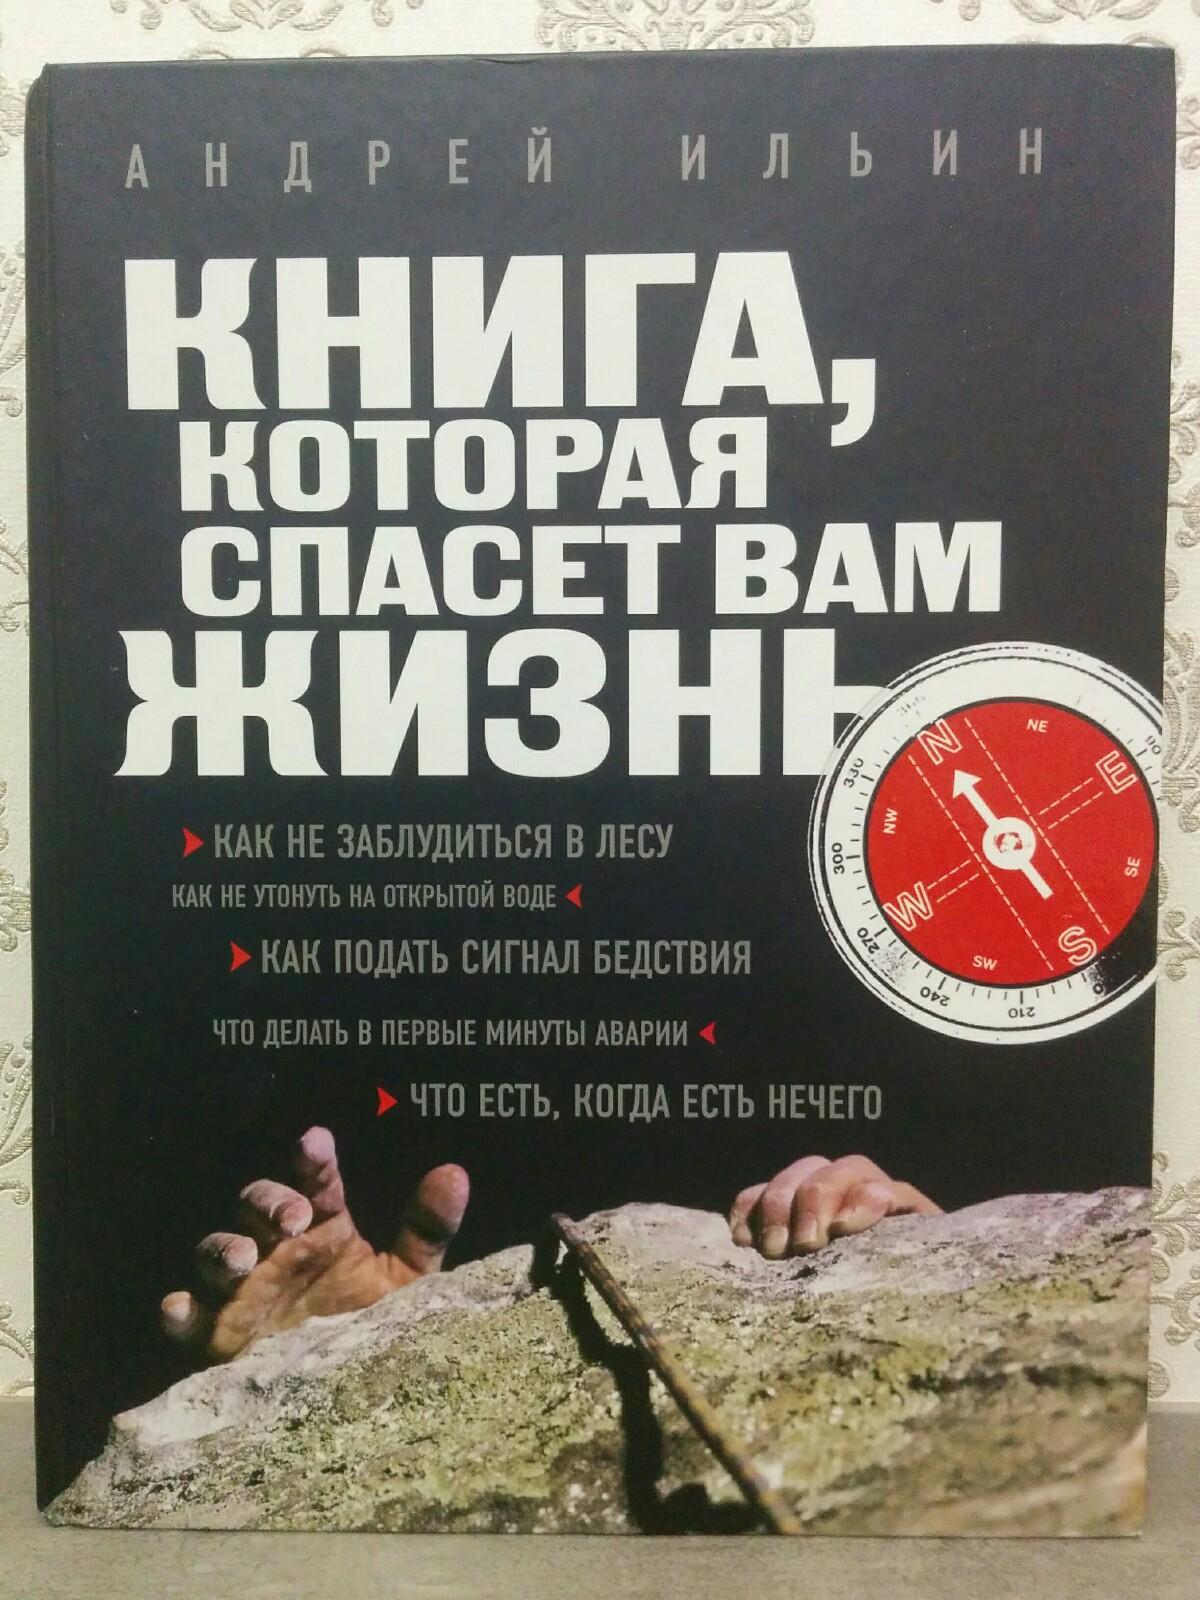 АНДРЕЙ ИЛЬИН
КНИГА,
КОТОРАЯ
СПАСЕТ ВАМ
ЖИЗНЬ
КАК НЕ ЗАБЛУДИТЬСЯ В ЛЕСУ
КАК НЕ УТОНУТЬ НА ОТКРЫТОЙ ВОДЕ
КАК ПОДАТЬ СИГНАЛ БЕДСТВИЯ
ЧТО ДЕЛАТЬ В ПЕРВЫЕ МИНУТЫ АВАРИИ
ЧТО ЕСТЬ, КОГДА ЕСТЬ НЕЧЕГО
N
NE
E
SE
S
SW
W
NW
330
300
270
240
210